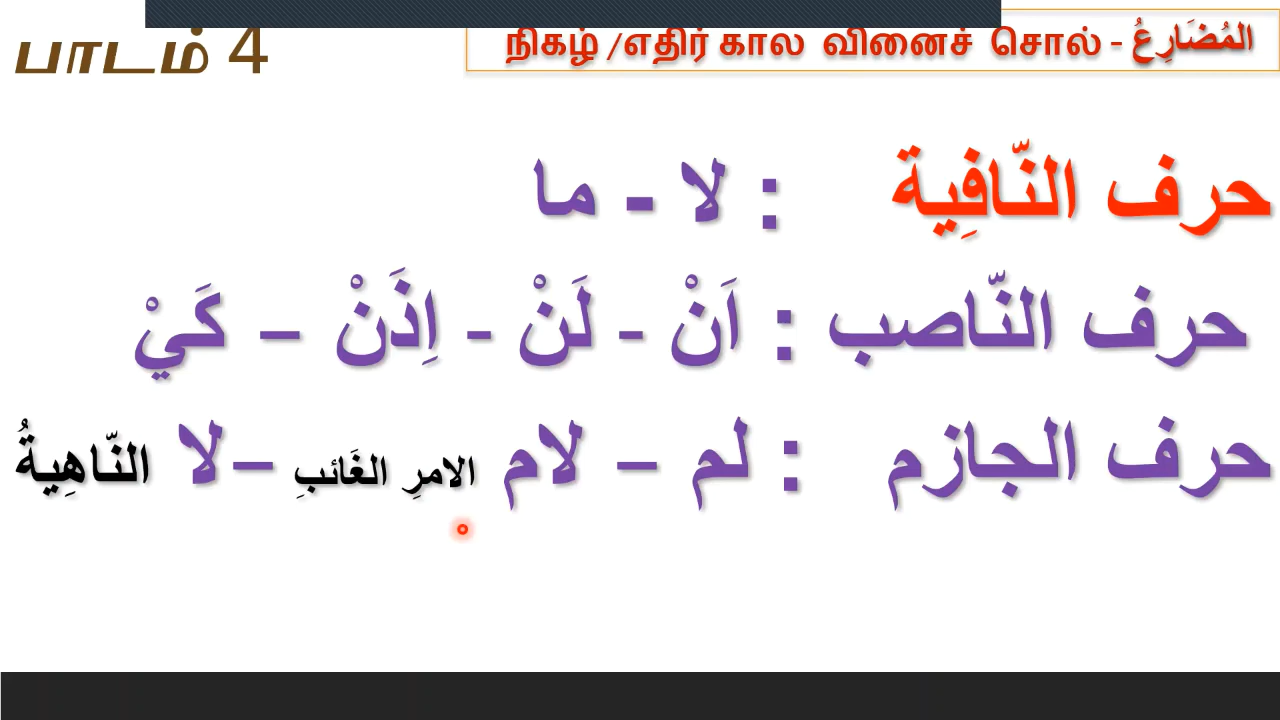 பாடம் 4
நிகழ் /எதிர் கால வினைச் சொல் - المُضَارِعُ
حرف النّافِية : لا - ما
حرف النّاصب : اَنْ - لَنْ - اِذَنْ – كَيْ
حرف الجازم : لم – لام الامرِ الغَائبِ –لا النّاهِيةُ